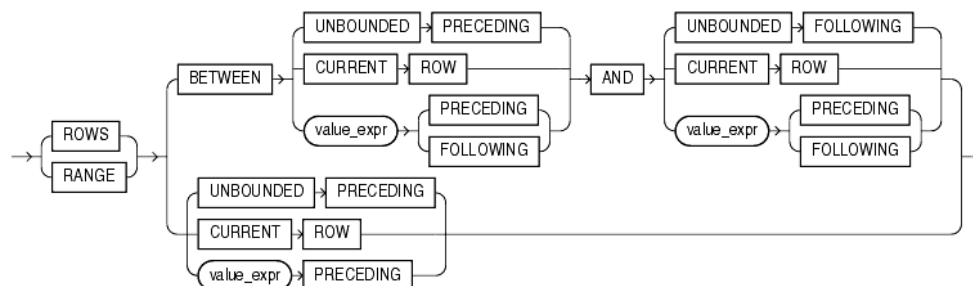 UNBOUNDED PRECEDING UNBOUNDED FOLLOWING
CURRENT ROW CURRENT ROW
BETWEEN AND
PRECEDING PRECEDING
value_expr value_expr
FOLLOWING FOLLOWING
ROWS
RANGE
UNBOUNDED PRECEDING
CURRENT ROW
value_expr PRECEDING